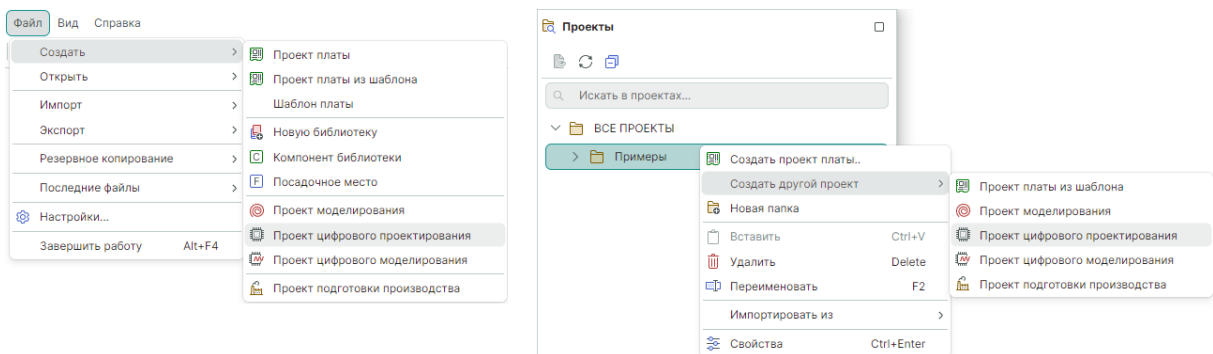 Файл Вид Справка
Создать
Открыть
Импорт
Экспорт
Резервное копирование
Последние файлы
Настройки...
Завершить работу Alt+F4
Проект платы
Проект платы из шаблона
Шаблон платы
Новую библиотеку
C Компонент библиотеки
F Посадочное место
Проект моделирования
Проект цифрового проектирования
Проект цифрового моделирования
Проект подготовки производства
Проекты
Искать в проектах...
ВСЕ ПРОЕКТЫ
Примеры
Создать проект платы..
Создать другой проект
Новая папка
Вставить Ctrl+V
Удалить Delete
Переименовать F2
Импортировать из
Свойства Ctrl+Enter
Проект платы из шаблона
Проект моделирования
Проект цифрового проектирования
Проект цифрового моделирования
Проект подготовки производства